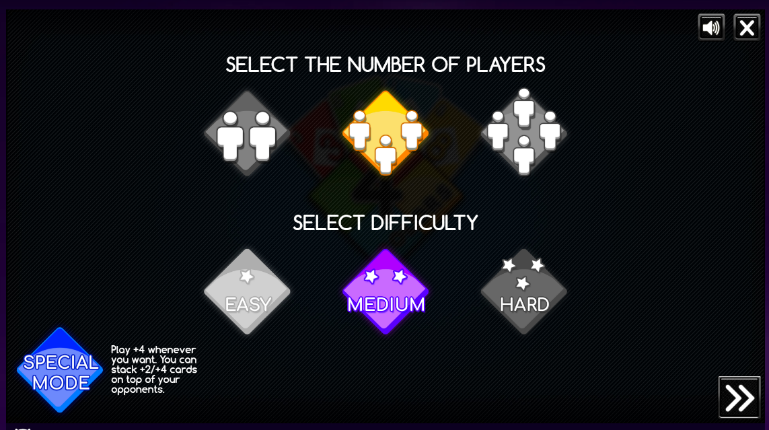 SELECT THE NUMBER OF PLAYERS
SELECT DIFFICULTY
EASY
MEDIUM
HARD
SPECIAL
MODE
Play +4 whenever
you want. You can
stack +2/+4 cards
on top of your
opponents.